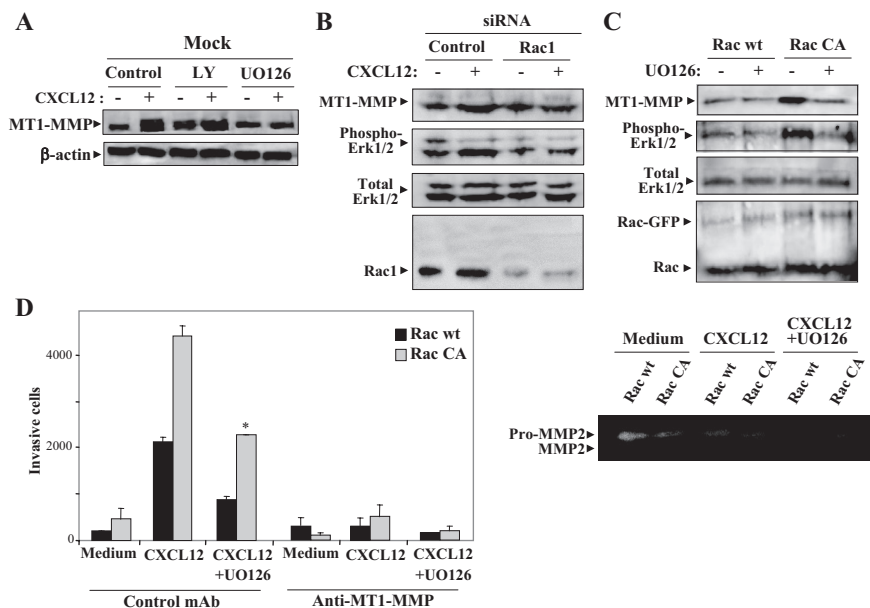 A
Mock
Control LY UO126
CXCL12 : - + - + - +
MT1-MMP
β-actin
B
siRNA
Control Rac1
CXCL12: - + - +
MT1-MMP
Phospho-
Erk1/2
Total
Erk1/2
Rac1
C
Rac wt Rac CA
UO126: - + - +
MT1-MMP
Phospho-
Erk1/2
Total
Erk1/2
Rac-GFP
Rac
D
Invasive cells
4000
2000
0
Rac wt
Rac CA
*
Medium CXCL12 CXCL12
+UO126
Medium CXCL12 CXCL12
+UO126
Control mAb Anti-MT1-MMP
Medium CXCL12 CXCL12
+UO126
Rac wt Rac CA Rac wt Rac CA Rac wt Rac CA
Pro-MMP2
MMP2